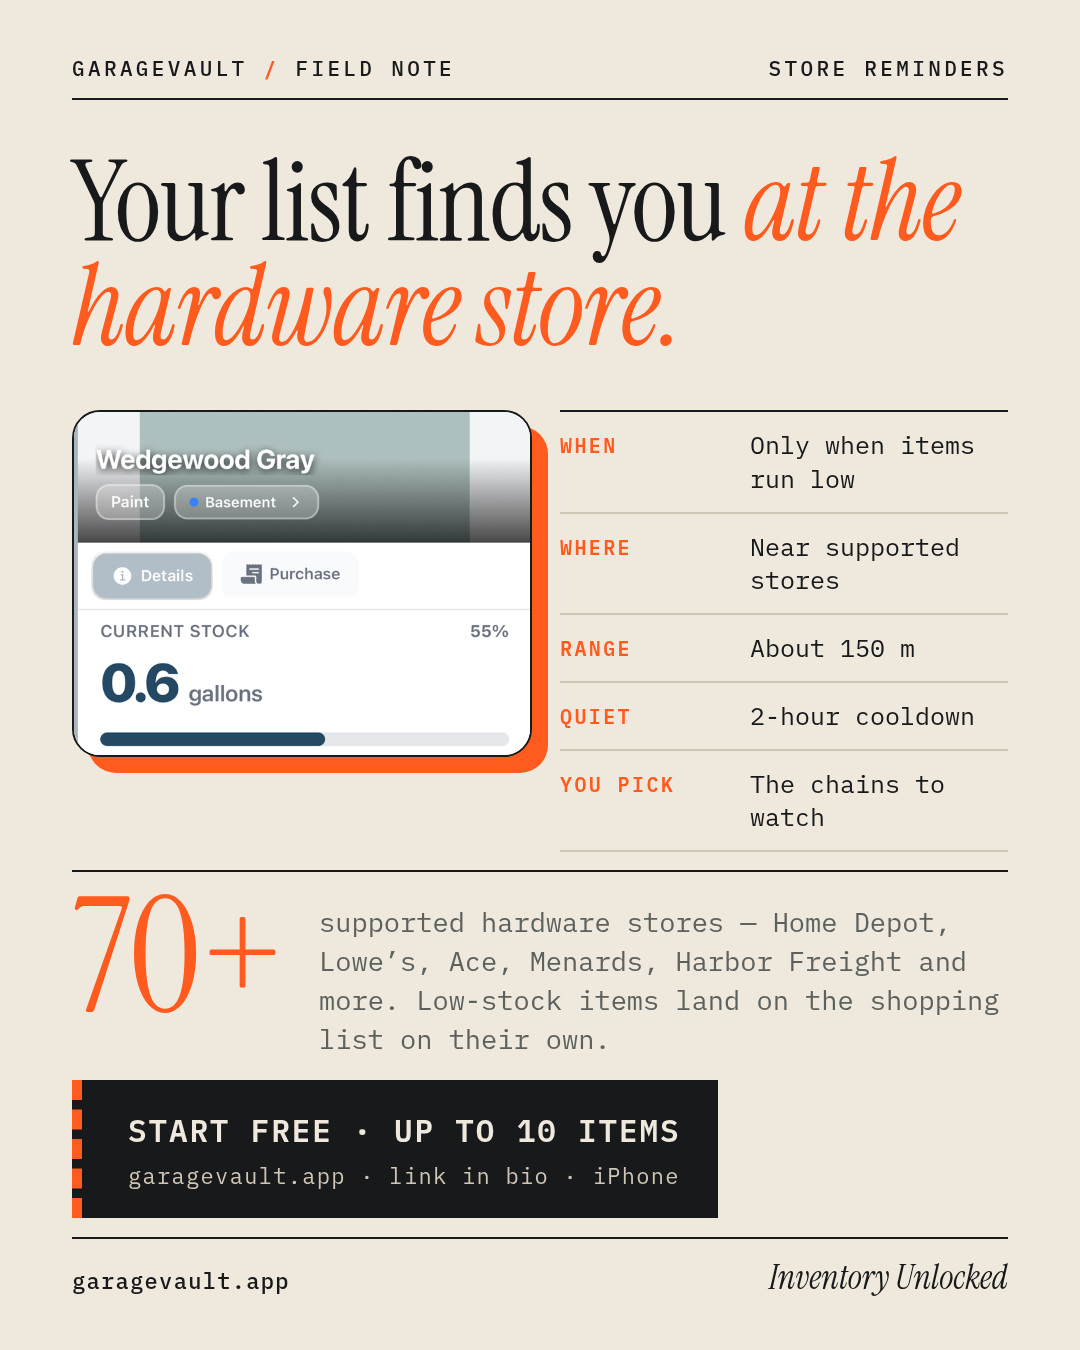 GARAGEVAULT / FIELD NOTE
STORE REMINDERS
Your list finds you at the
hardware store.
Wedgewood Gray
Paint
Basement
Details
Purchase
CURRENT STOCK
55%
0.6 gallons
WHEN
Only when items
run low
WHERE
Near supported
stores
RANGE
About 150 m
QUIET
2-hour cooldown
YOU PICK
The chains to
watch
70+
supported hardware stores — Home Depot,
Lowe’s, Ace, Menards, Harbor Freight and
more. Low-stock items land on the shopping
list on their own.
START FREE · UP TO 10 ITEMS
garagevault.app · link in bio · iPhone
garagevault.app
Inventory Unlocked